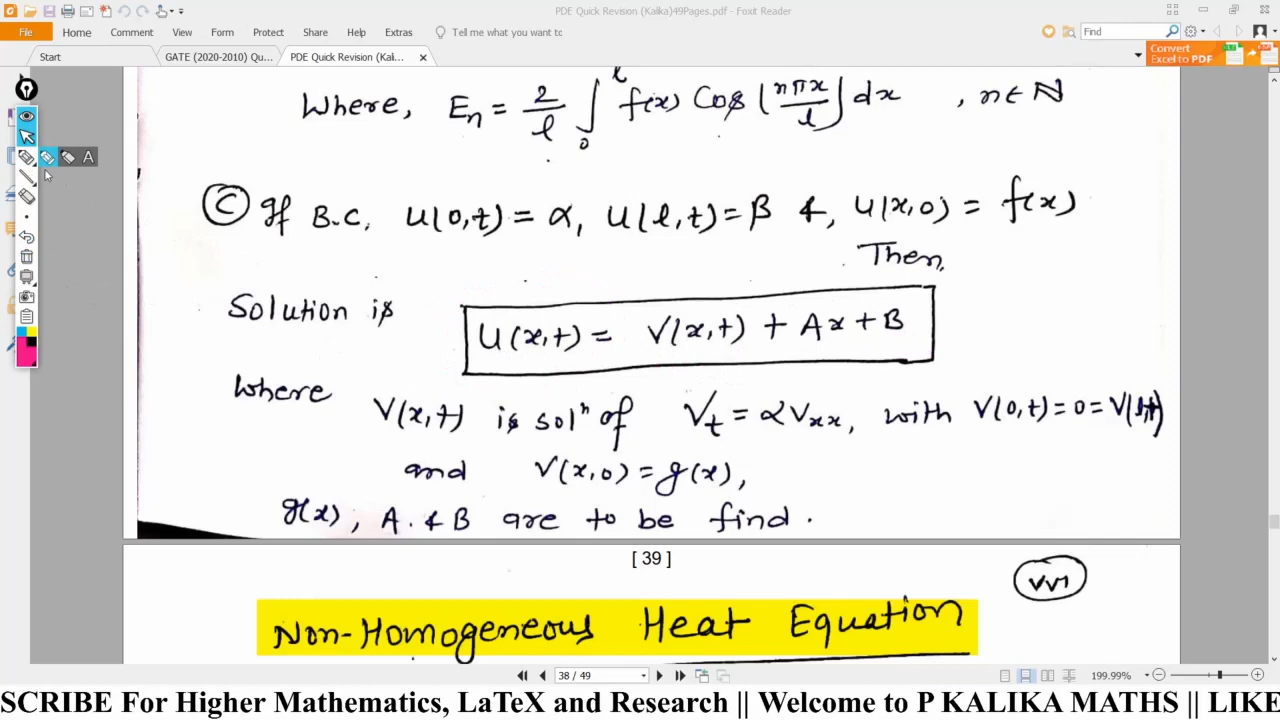 PDE Quick Revision (Kalika)49Pages.pdf - Foxit Reader
File Home Comment View Form Protect Share Help Extras Tell me what you want to Find
Start GATE (2020-2010) Qu... PDE Quick Revision (Kal... Convert Excel to PDF
Where, Eₙ = 2/l ∫₀ˡ f(x) Cos (nπx/l) dx , n ∈ ℕ
Ⓒ If B.C. U(0,t) = α, U(l,t) = β &, U(x,0) = f(x)
Then,
Solution is U(x,t) = V(x,t) + Ax + B
Where V(x,t) is solⁿ of Vt = αVxx, with V(0,t) = 0 = V(l,t)
and V(x,0) = g(x),
g(x), A & B are to be find.
[ 39 ]
VVI
Non-Homogeneous Heat Equation
38 / 49 199.99%
SCRIBE For Higher Mathematics, LaTeX and Research || Welcome to P KALIKA MATHS || LIKE